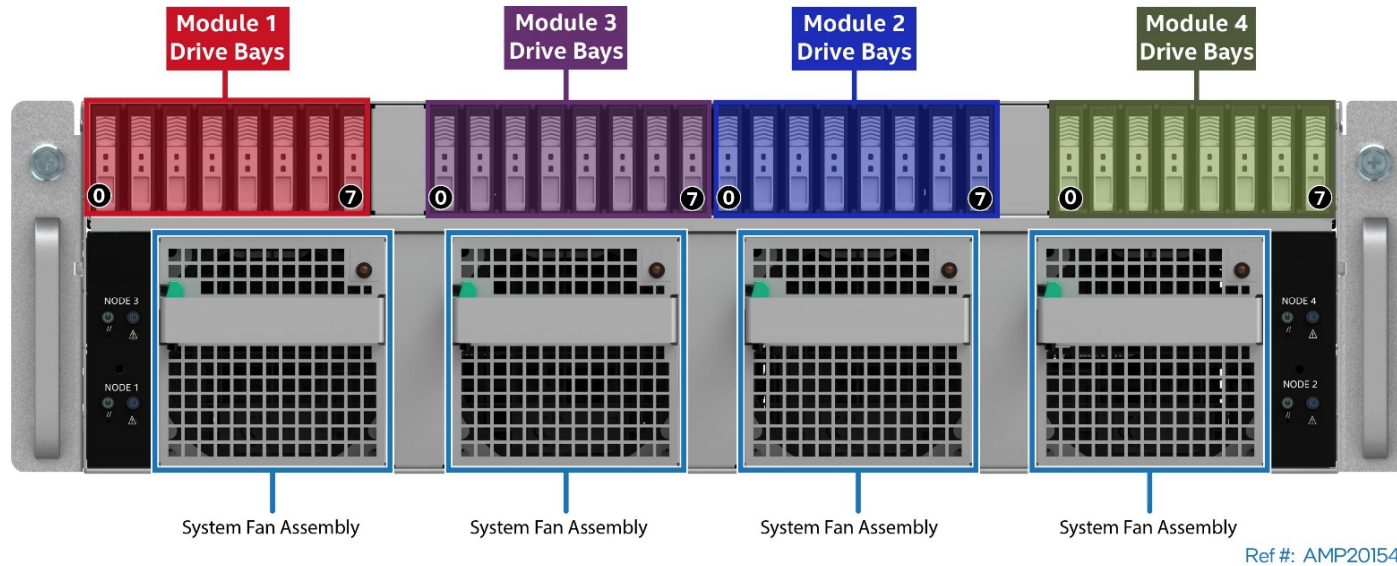 Module 1
Drive Bays
Module 3
Drive Bays
Module 2
Drive Bays
Module 4
Drive Bays
0
7
0
7
0
7
0
7
NODE 3
NODE 1
NODE 4
NODE 2
System Fan Assembly
System Fan Assembly
System Fan Assembly
System Fan Assembly
Ref #: AMP20154